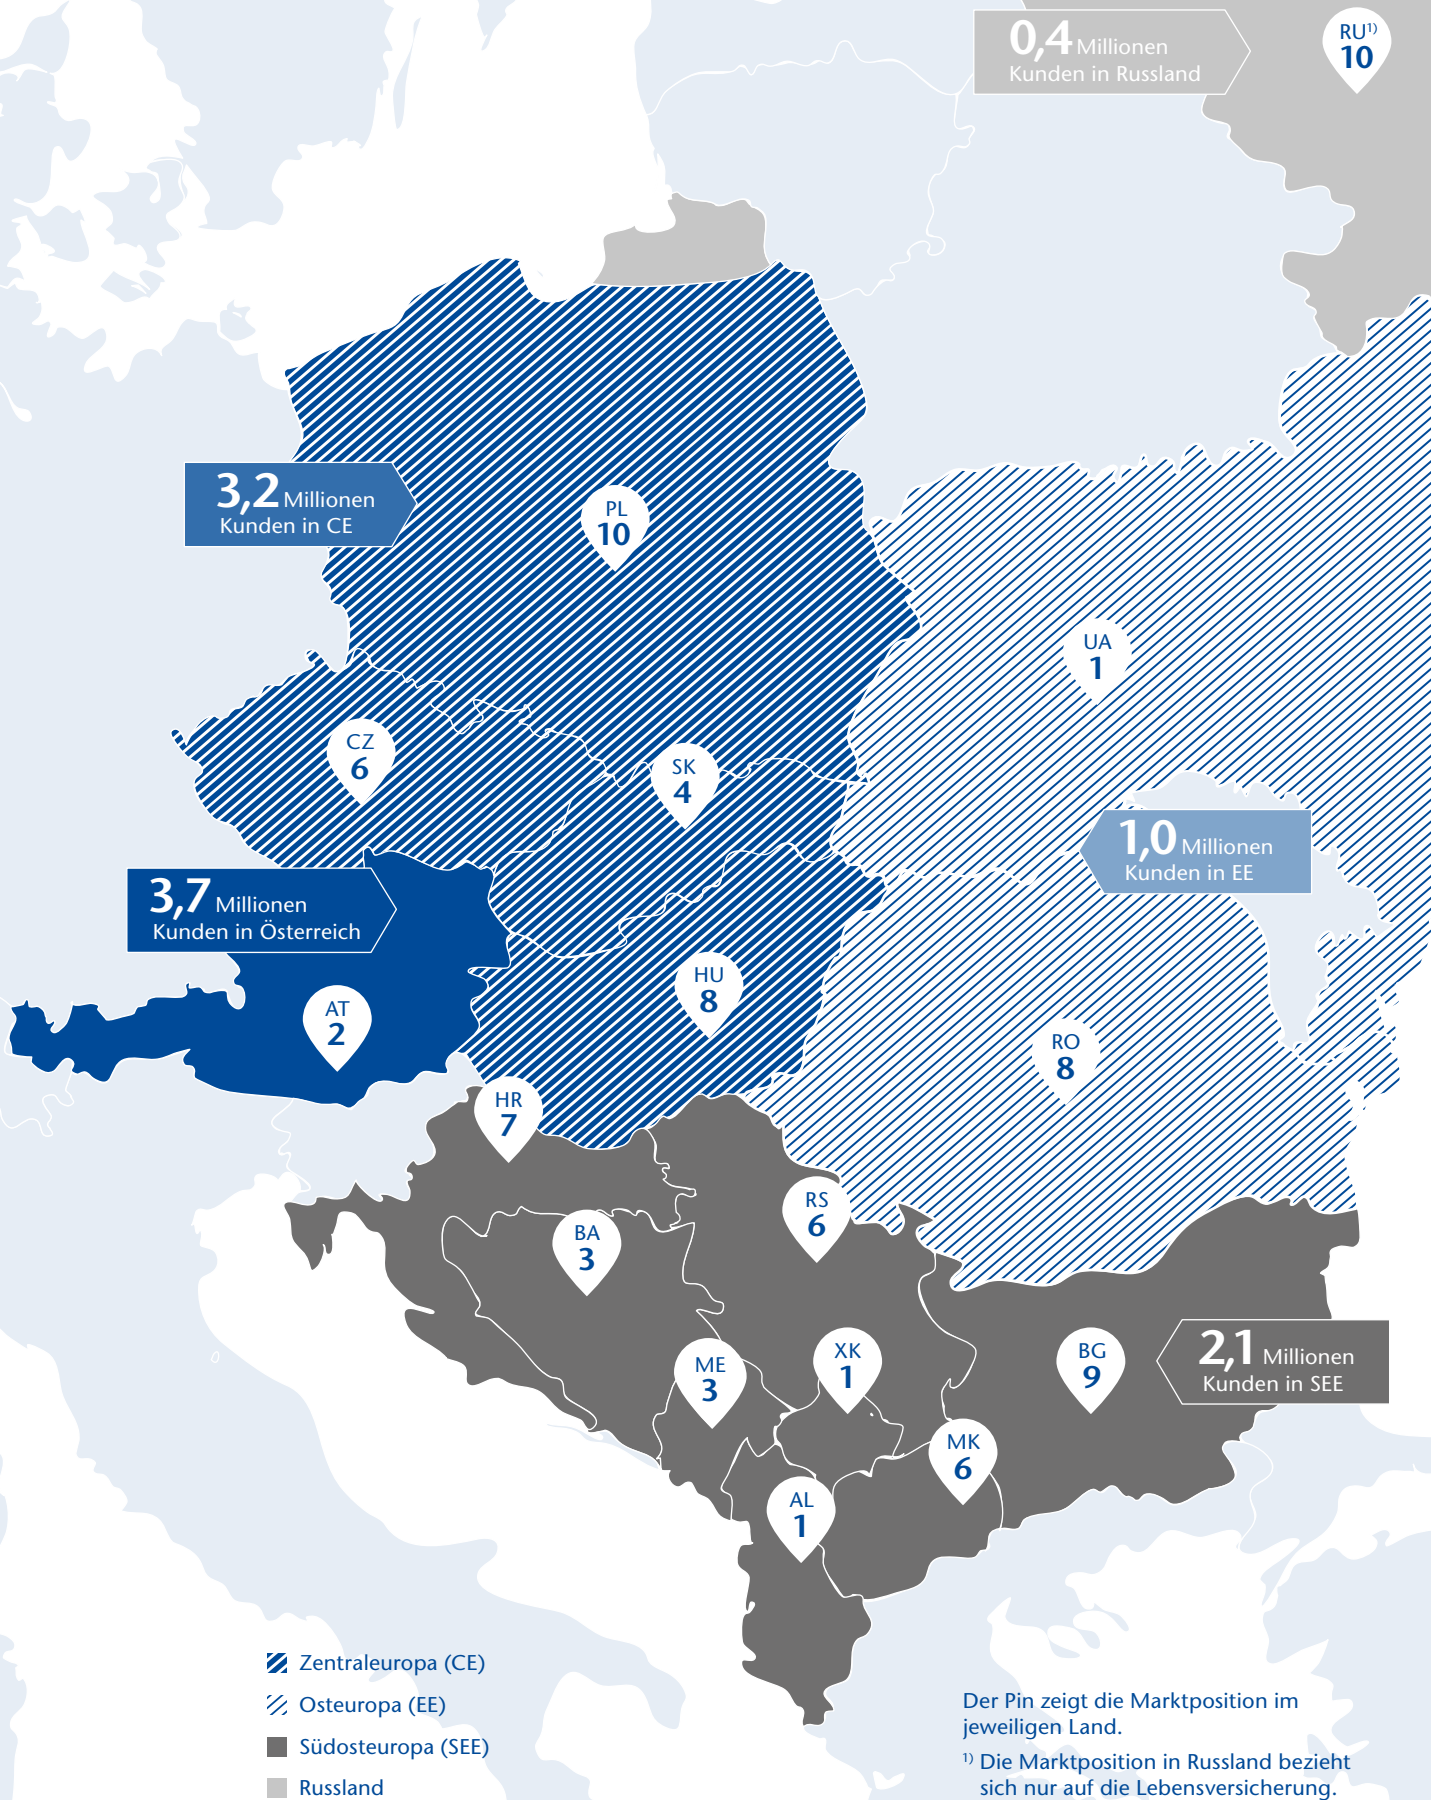 0,4 Millionen
Kunden in Russland
RU¹⁾
10
3,2 Millionen
Kunden in CE
PL
10
UA
1
CZ
6
SK
4
1,0 Millionen
Kunden in EE
3,7 Millionen
Kunden in Österreich
AT
2
HU
8
RO
8
HR
7
RS
6
BA
3
ME
3
XK
1
BG
9
2,1 Millionen
Kunden in SEE
MK
6
AL
1
Zentraleuropa (CE)
Osteuropa (EE)
Südosteuropa (SEE)
Russland
Der Pin zeigt die Marktposition im
jeweiligen Land.
¹⁾ Die Marktposition in Russland bezieht
sich nur auf die Lebensversicherung.